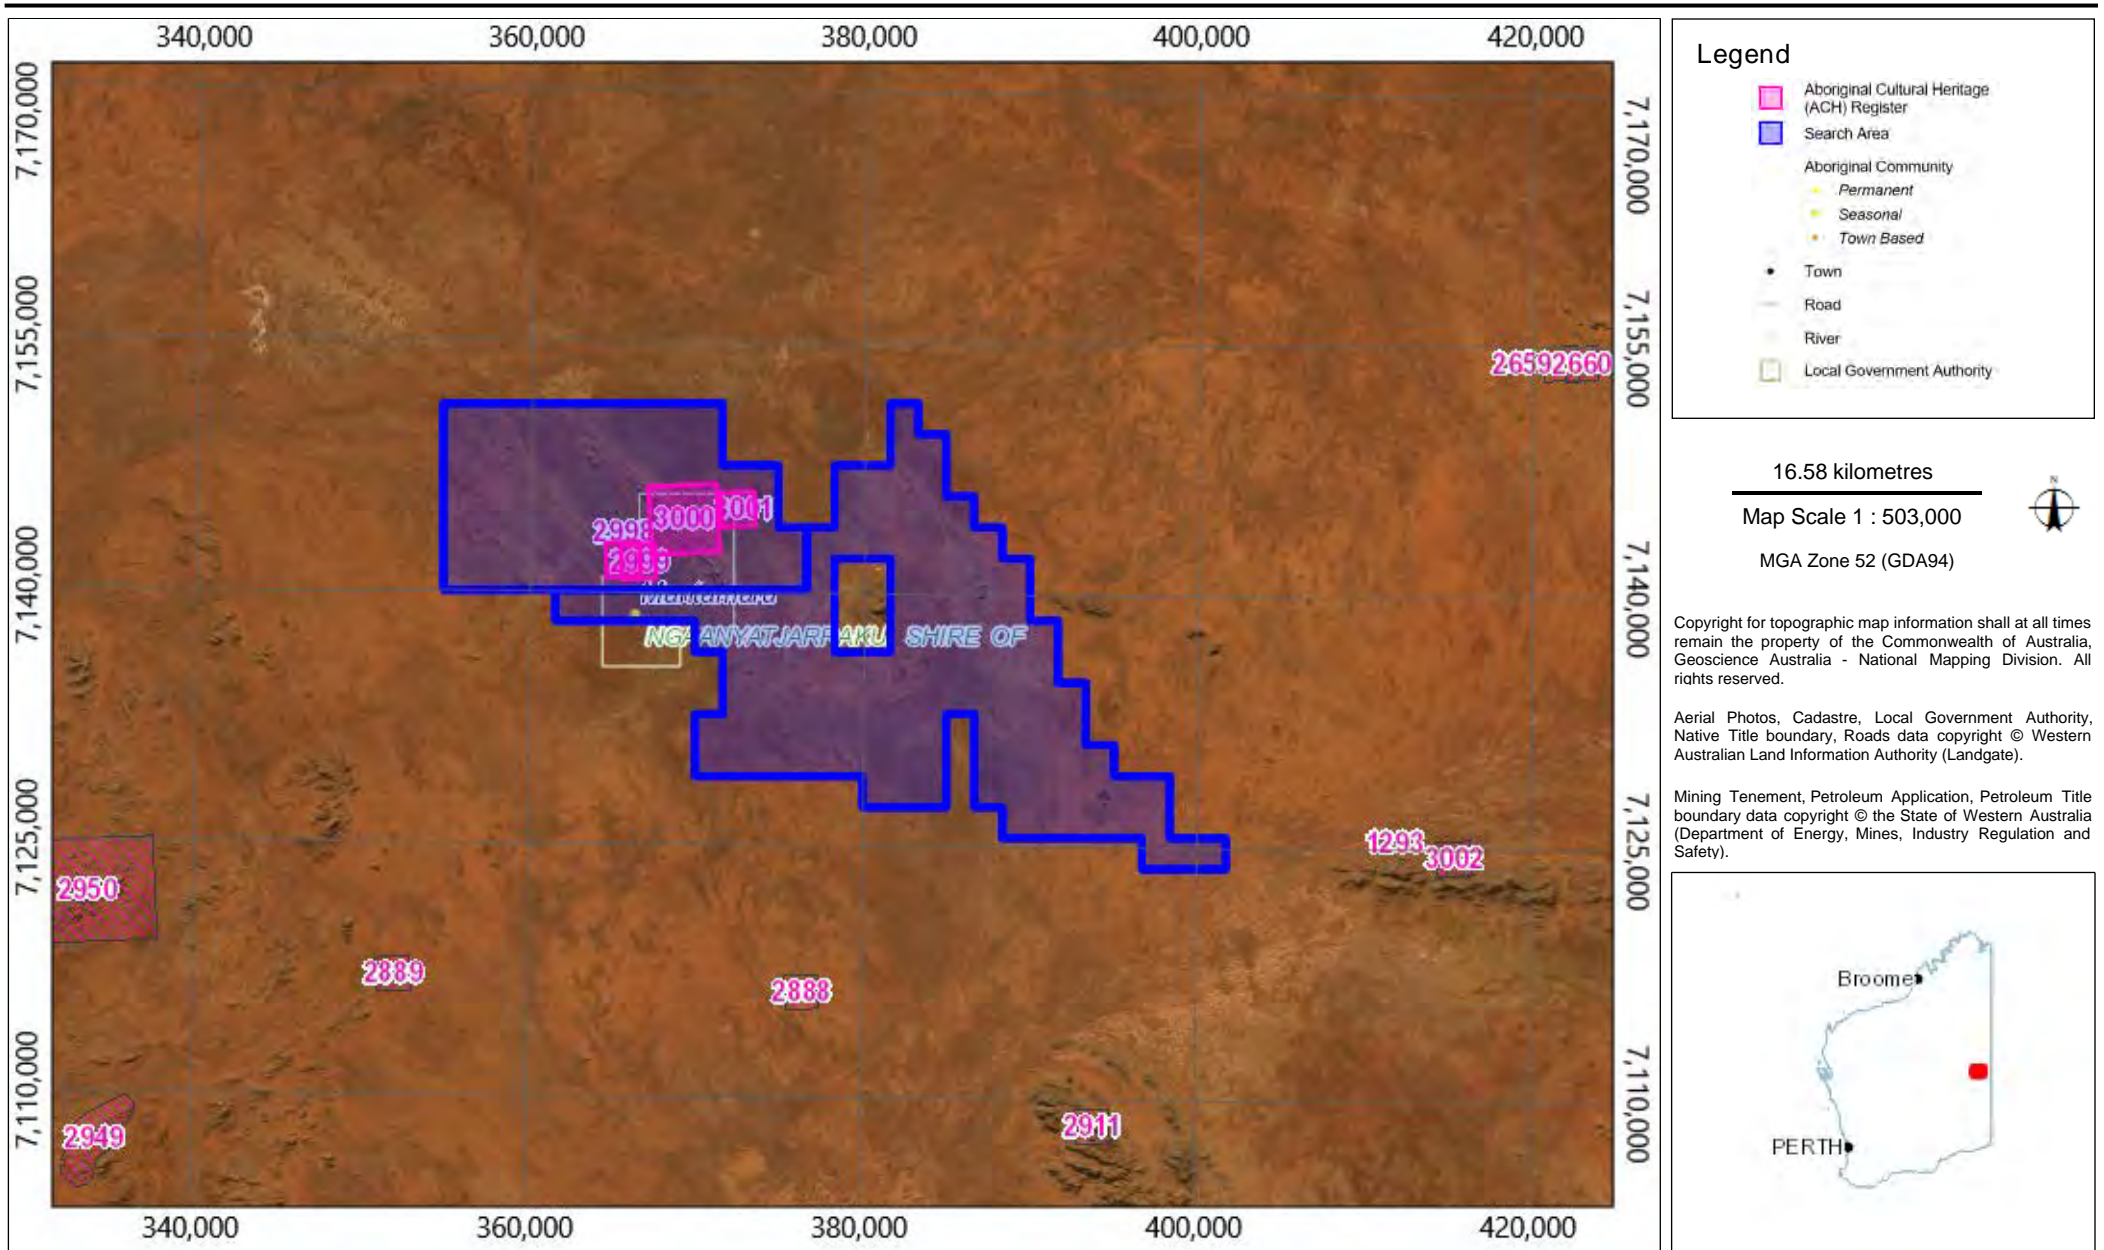 340,000
360,000
380,000
400,000
420,000
7,170,000
7,155,000
7,140,000
7,125,000
7,110,000
7,170,000
7,155,000
7,140,000
7,125,000
7,110,000
2659
2660
3000
3001
2998
2999
NGAANYATJARRAKU SHIRE OF
2950
2889
2888
1293
3002
2949
2911
340,000
360,000
380,000
400,000
420,000
Legend
Aboriginal Cultural Heritage
(ACH) Register
Search Area
Aboriginal Community
Permanent
Seasonal
Town Based
Town
Road
River
Local Government Authority
16.58 kilometres
Map Scale 1 : 503,000
MGA Zone 52 (GDA94)
N
Copyright for topographic map information shall at all times
remain the property of the Commonwealth of Australia,
Geoscience Australia - National Mapping Division. All
rights reserved.
Aerial Photos, Cadastre, Local Government Authority,
Native Title boundary, Roads data copyright © Western
Australian Land Information Authority (Landgate).
Mining Tenement, Petroleum Application, Petroleum Title
boundary data copyright © the State of Western Australia
(Department of Energy, Mines, Industry Regulation and
Safety).
Broome
PERTH